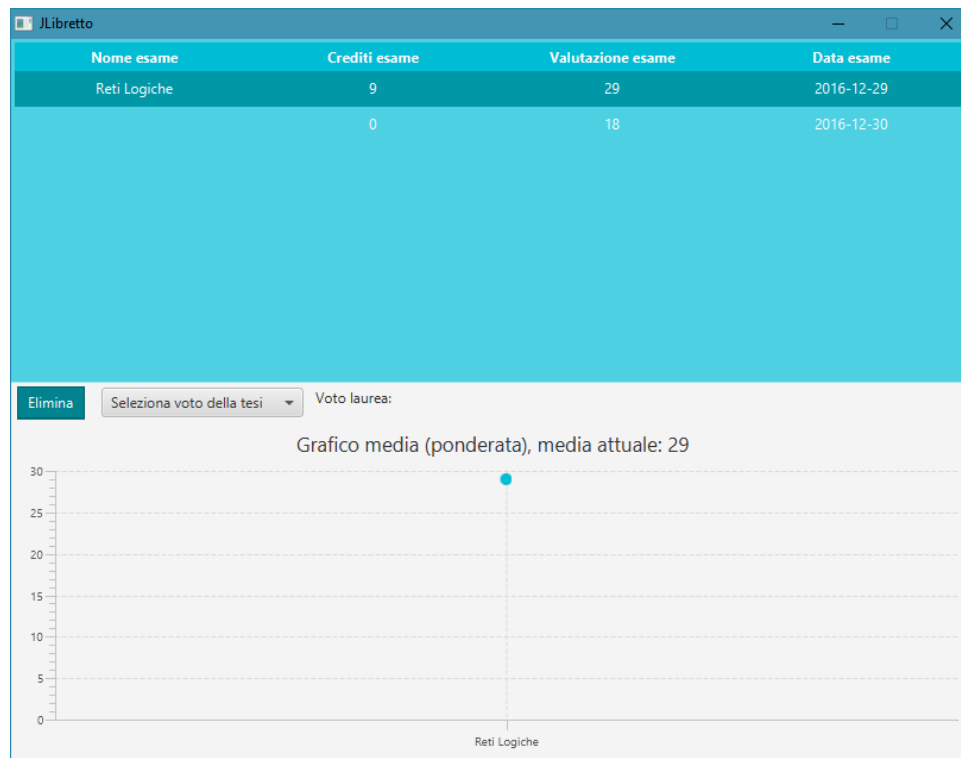 JLibretto
Nome esame Crediti esame Valutazione esame Data esame
Reti Logiche 9 29 2016-12-29
0 18 2016-12-30
Elimina Seleziona voto della tesi Voto laurea:
Grafico media (ponderata), media attuale: 29
30
25
20
15
10
5
0
Reti Logiche